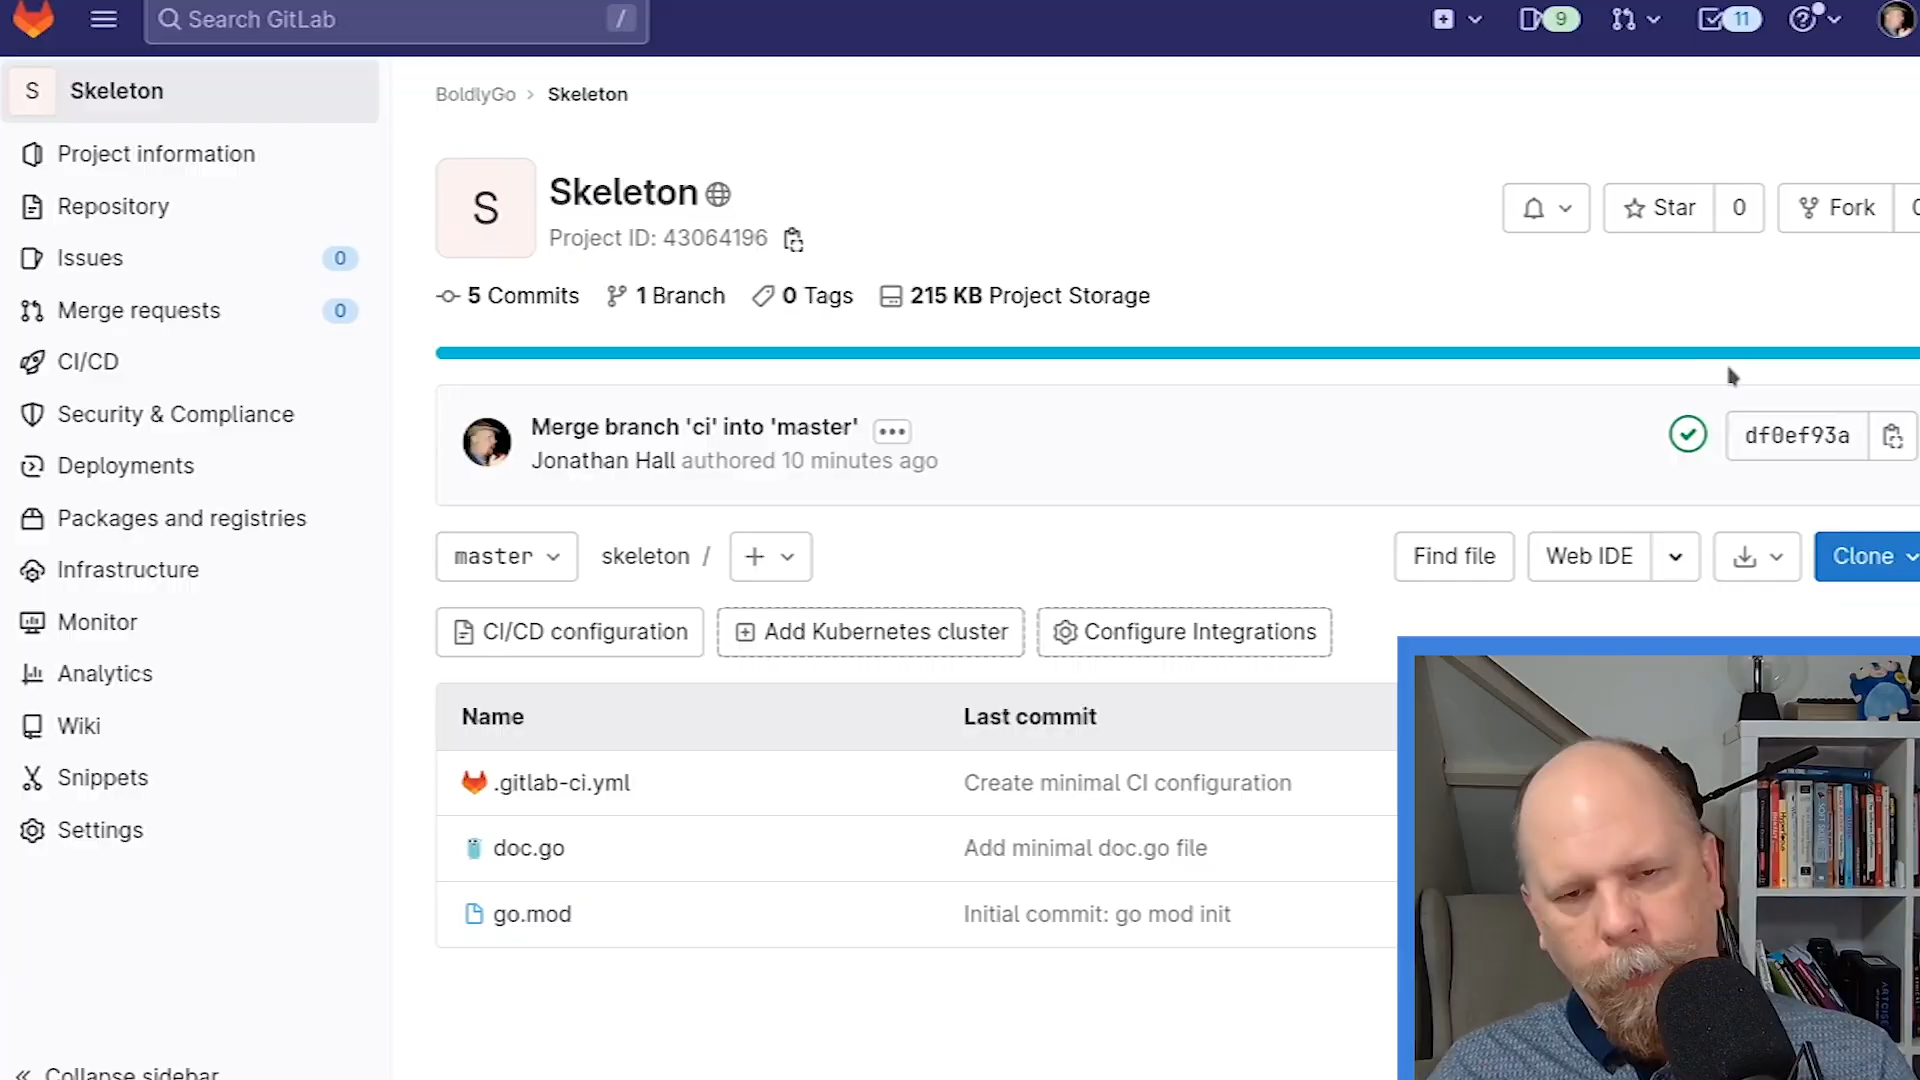 Search GitLab /
9
11
S Skeleton
Project information
Repository
Issues 0
Merge requests 0
CI/CD
Security & Compliance
Deployments
Packages and registries
Infrastructure
Monitor
Analytics
Wiki
Snippets
Settings
« Collapse sidebar
BoldlyGo > Skeleton
S
Skeleton
Project ID: 43064196
Star 0
Fork
5 Commits 1 Branch 0 Tags 215 KB Project Storage
Merge branch 'ci' into 'master' •••
Jonathan Hall authored 10 minutes ago
df0ef93a
master skeleton / +
Find file Web IDE Clone
CI/CD configuration Add Kubernetes cluster Configure Integrations
Name Last commit
.gitlab-ci.yml Create minimal CI configuration
doc.go Add minimal doc.go file
go.mod Initial commit: go mod init